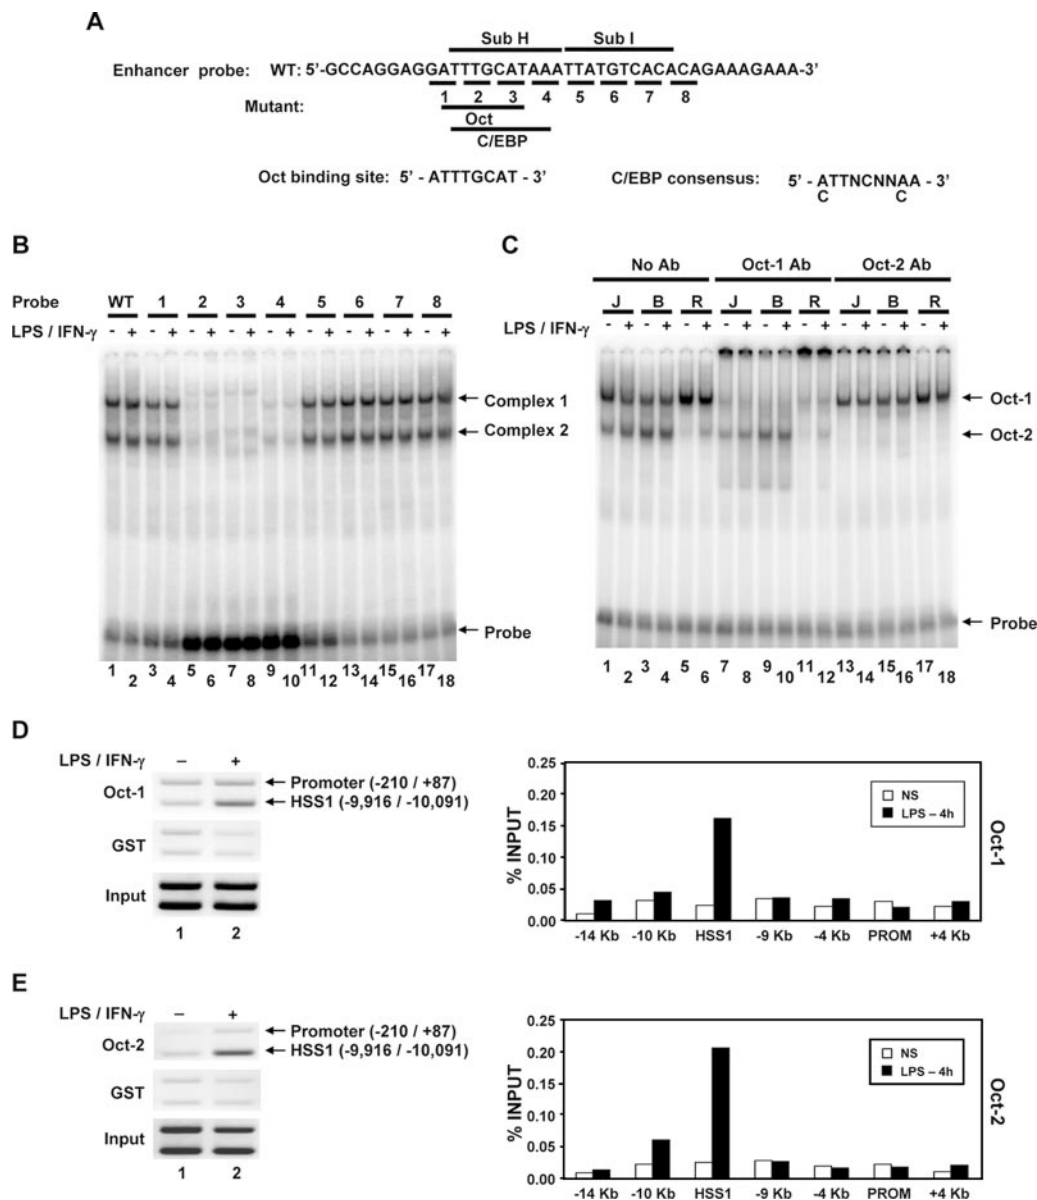 A
Sub H Sub I
Enhancer probe: WT: 5'-GCCAGGAGGATTTGCATAAATTATGTCACACAGAAAGAAA-3'
1 2 3 4 5 6 7 8
Mutant:
Oct
C/EBP
Oct binding site: 5' - ATTTGCAT - 3'
C/EBP consensus: 5' - ATTNCNNAA - 3'
C C
B
Probe WT 1 2 3 4 5 6 7 8
LPS / IFN-γ - + - + - + - + - + - + - + - + - +
Complex 1
Complex 2
Probe
1 2 3 4 5 6 7 8 9 10 11 12 13 14 15 16 17 18
C
No Ab Oct-1 Ab Oct-2 Ab
J B R J B R J B R
LPS / IFN-γ - + - + - + - + - + - + - + - + - +
Oct-1
Oct-2
Probe
1 2 3 4 5 6 7 8 9 10 11 12 13 14 15 16 17 18
D
LPS / IFN-γ – +
Oct-1
Promoter (-210 / +87)
HSS1 (-9,916 / -10,091)
GST
Input
1 2
% INPUT
0.25
0.20
0.15
0.10
0.05
0.00
NS
LPS – 4h
-14 Kb -10 Kb HSS1 -9 Kb -4 Kb PROM +4 Kb
Oct-1
E
LPS / IFN-γ – +
Oct-2
Promoter (-210 / +87)
HSS1 (-9,916 / -10,091)
GST
Input
1 2
% INPUT
0.25
0.20
0.15
0.10
0.05
0.00
NS
LPS – 4h
-14 Kb -10 Kb HSS1 -9 Kb -4 Kb PROM +4 Kb
Oct-2